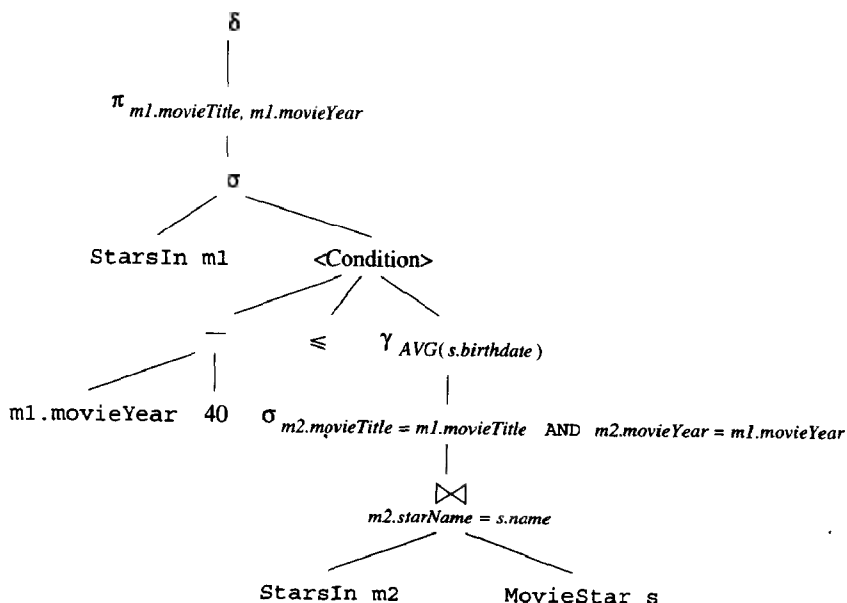 δ
π m1.movieTitle, m1.movieYear
σ
StarsIn m1 <Condition>
− ≤ γ AVG(s.birthdate)
m1.movieYear 40 σ m2.movieTitle = m1.movieTitle AND m2.movieYear = m1.movieYear
⋈
m2.starName = s.name
StarsIn m2 MovieStar s